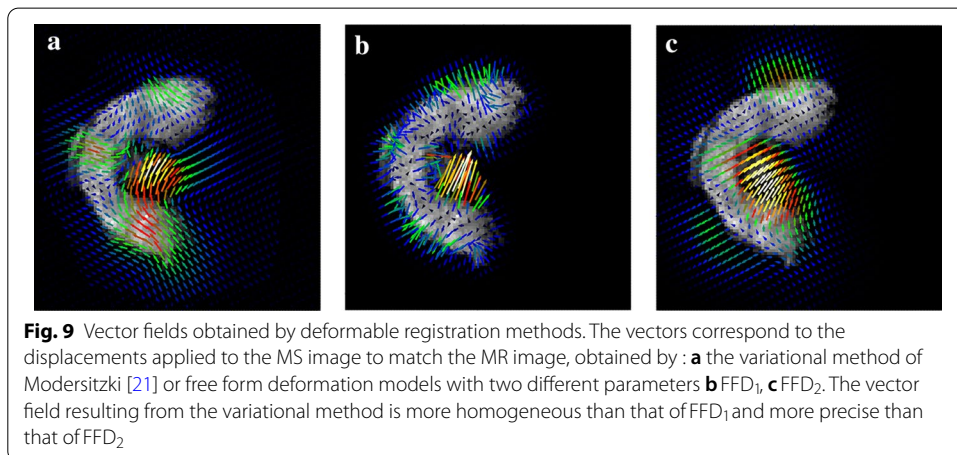 a
b
c
Fig. 9 Vector fields obtained by deformable registration methods. The vectors correspond to the
displacements applied to the MS image to match the MR image, obtained by : a the variational method of
Modersitzki [21] or free form deformation models with two different parameters b FFD₁, c FFD₂. The vector
field resulting from the variational method is more homogeneous than that of FFD₁ and more precise than
that of FFD₂